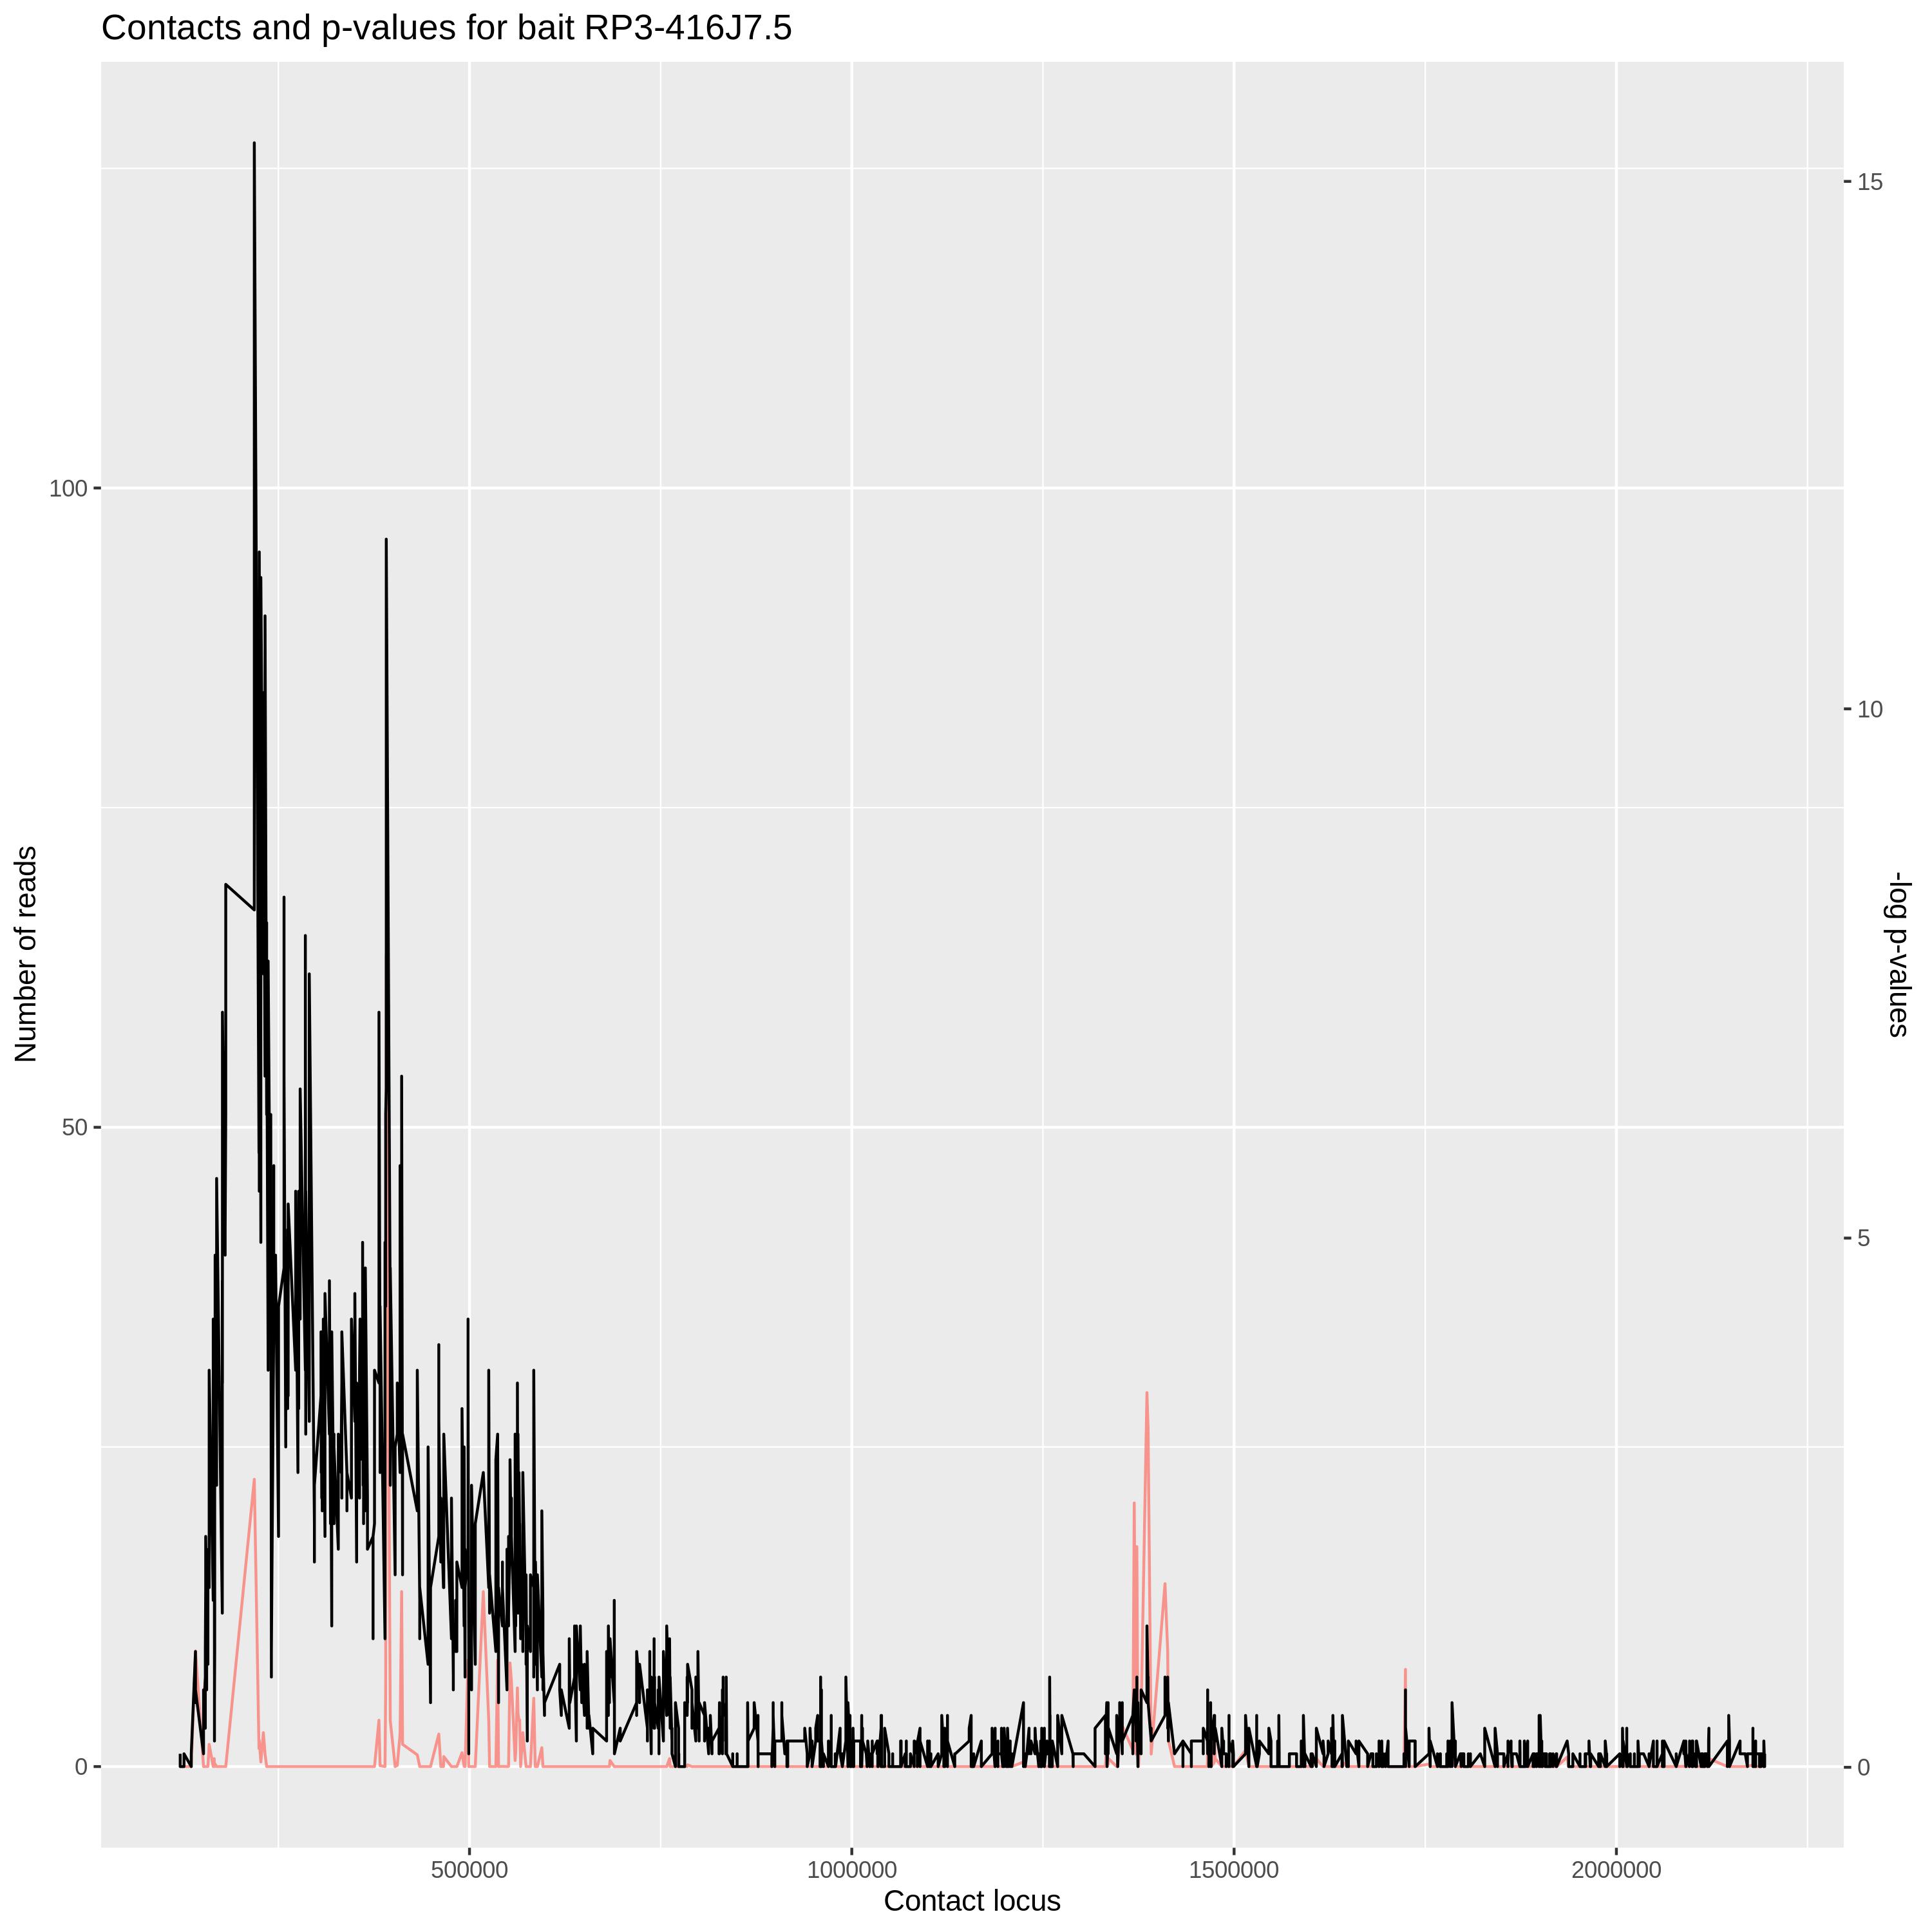 Contacts and p-values for bait RP3-416J7.5
Number of reads
100
50
0
15
10
5
0
-log p-values
500000
1000000
1500000
2000000
Contact locus